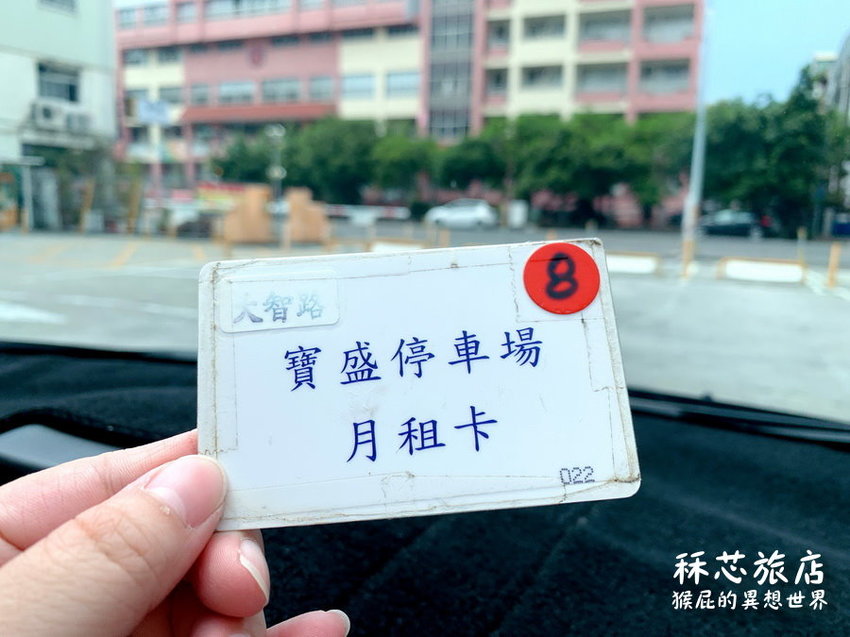 大智路
8
寶盛停車場
月租卡
022
秝芯旅店
猴屁的異想世界